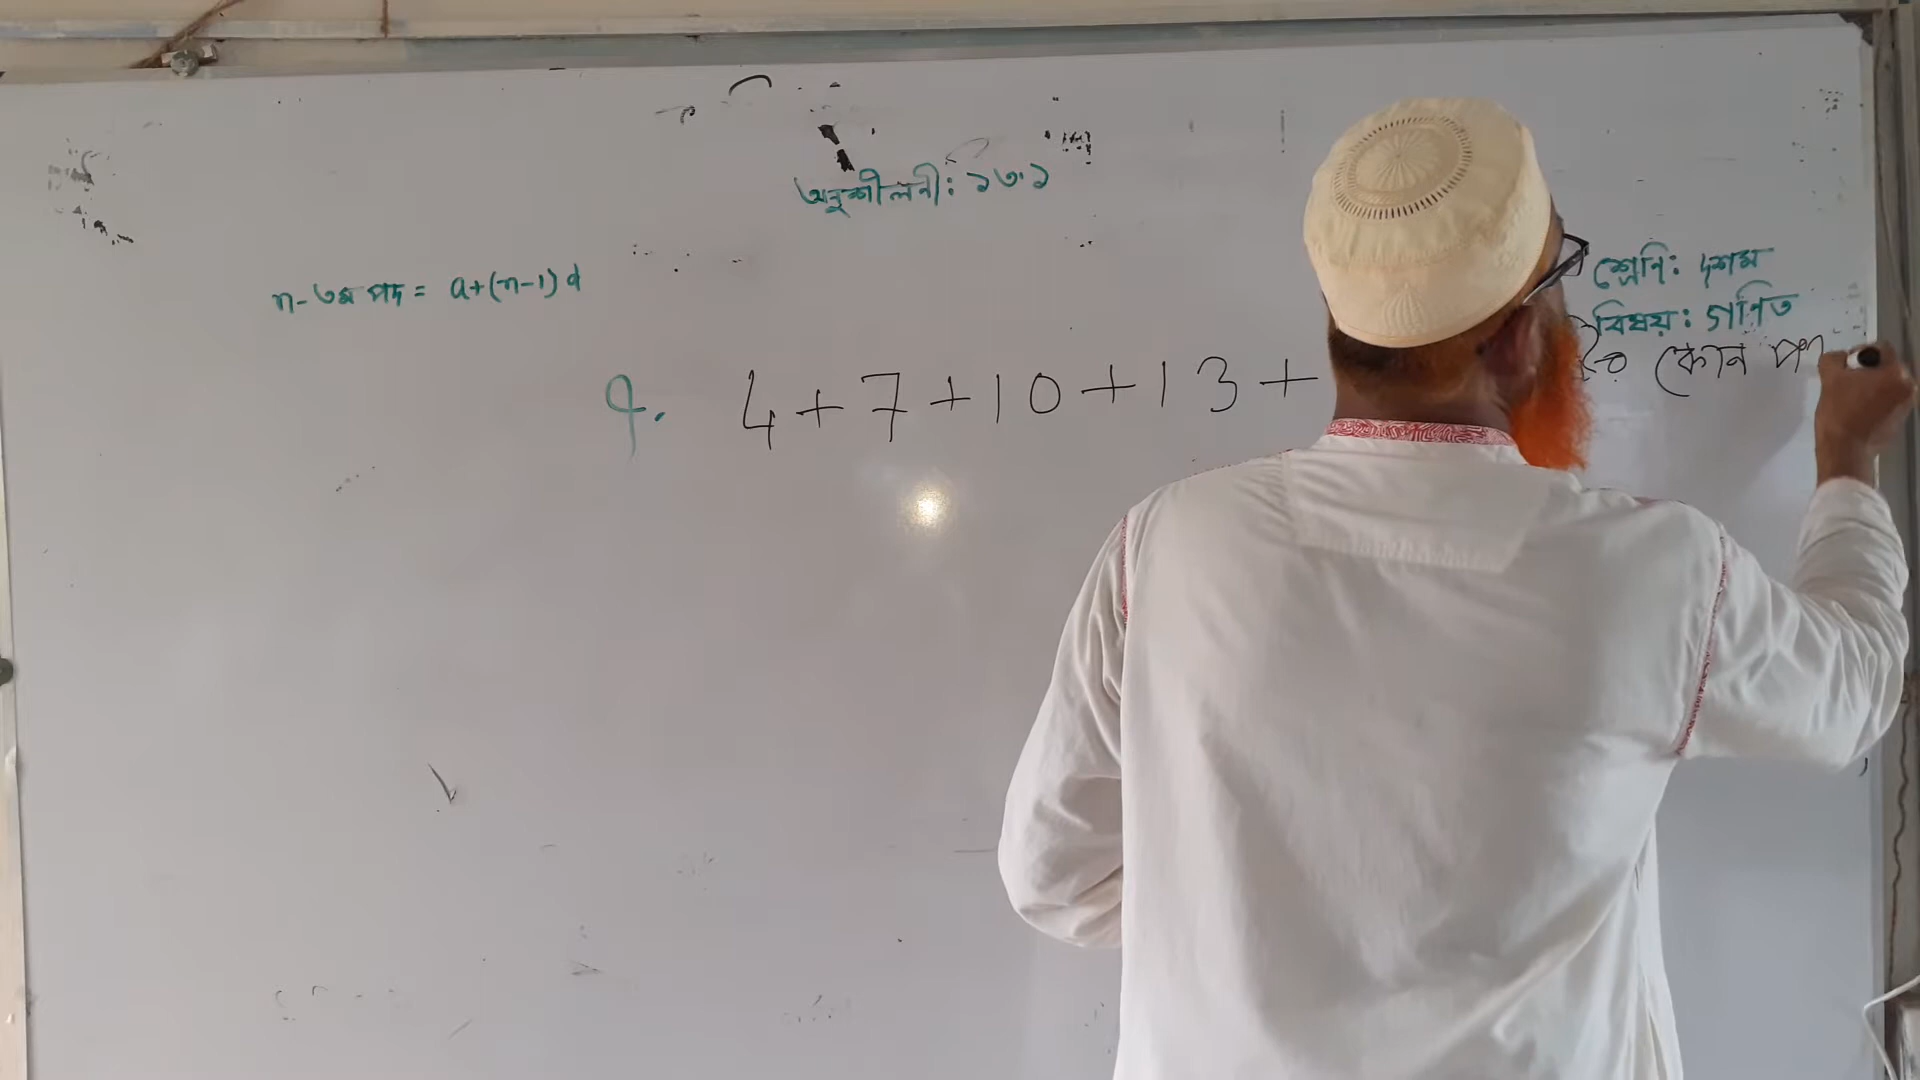 অনুশীলনী: ১৩.১
শ্রেনি: দশম
n-তম পদ = a+(n-1)d
বিষয়: গণিত
৭. 4+7+10+13+ কোন